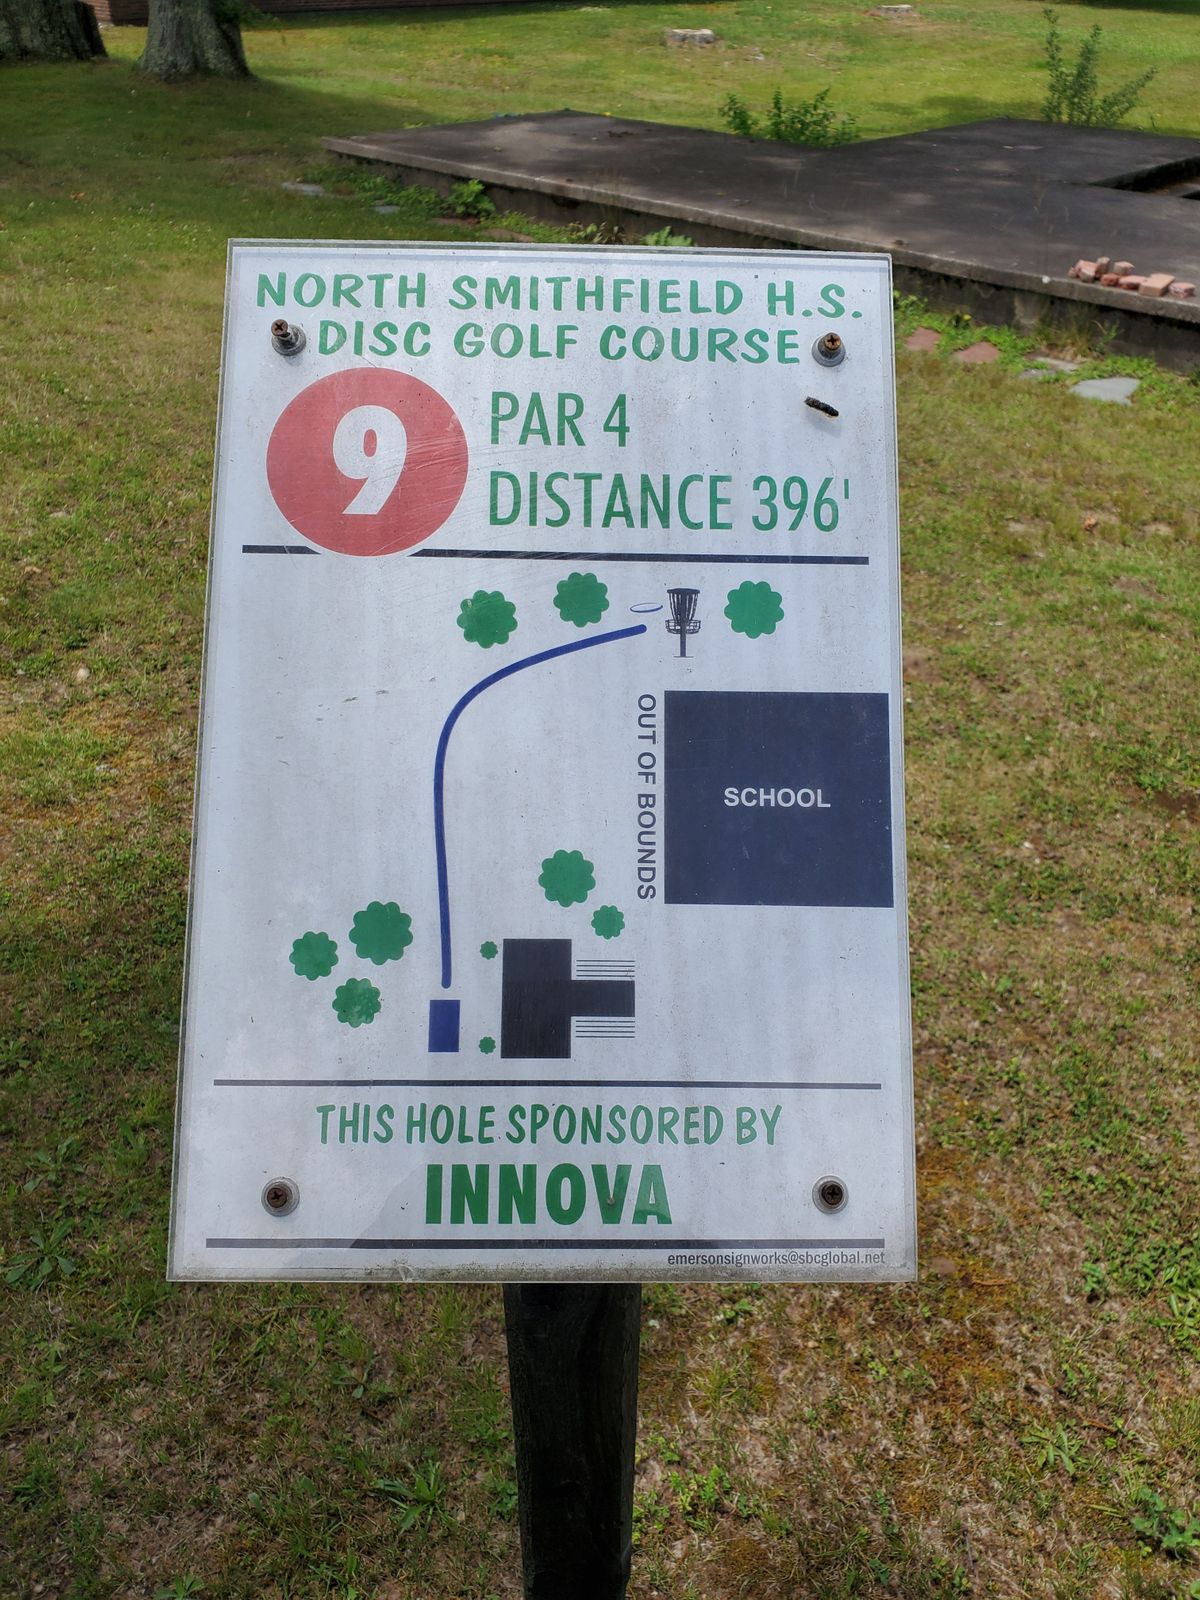 NORTH SMITHFIELD H.S.
DISC GOLF COURSE
9
PAR 4
DISTANCE 396'
OUT OF BOUNDS
SCHOOL
THIS HOLE SPONSORED BY
INNOVA
emersonsignworks@sbcglobal.net